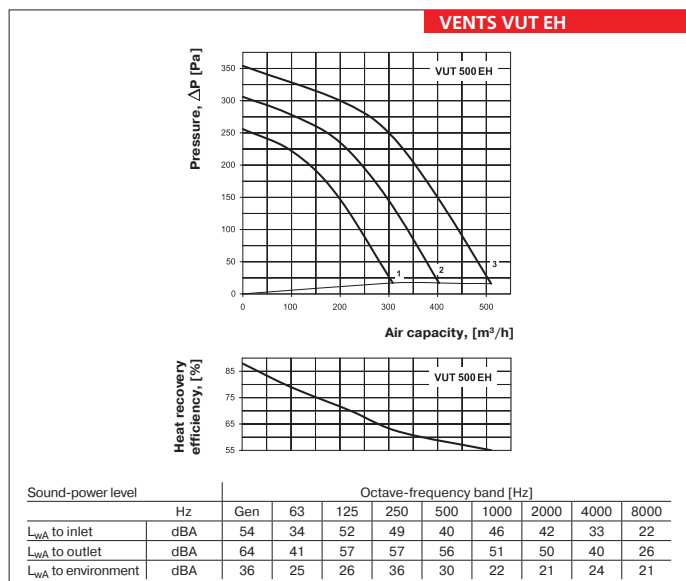 VENTS VUT EH
Pressure, ΔP [Pa]
350
300
250
200
150
100
50
0
VUT 500 EH
1
2
3
0 100 200 300 400 500
Air capacity, [m³/h]
Heat recovery
efficiency, [%]
85
75
65
55
VUT 500 EH
Sound-power level Octave-frequency band [Hz]
Hz Gen 63 125 250 500 1000 2000 4000 8000
LwA to inlet dBA 54 34 52 49 40 46 42 33 22
LwA to outlet dBA 64 41 57 57 56 51 50 40 26
LwA to environment dBA 36 25 26 36 30 22 21 24 21